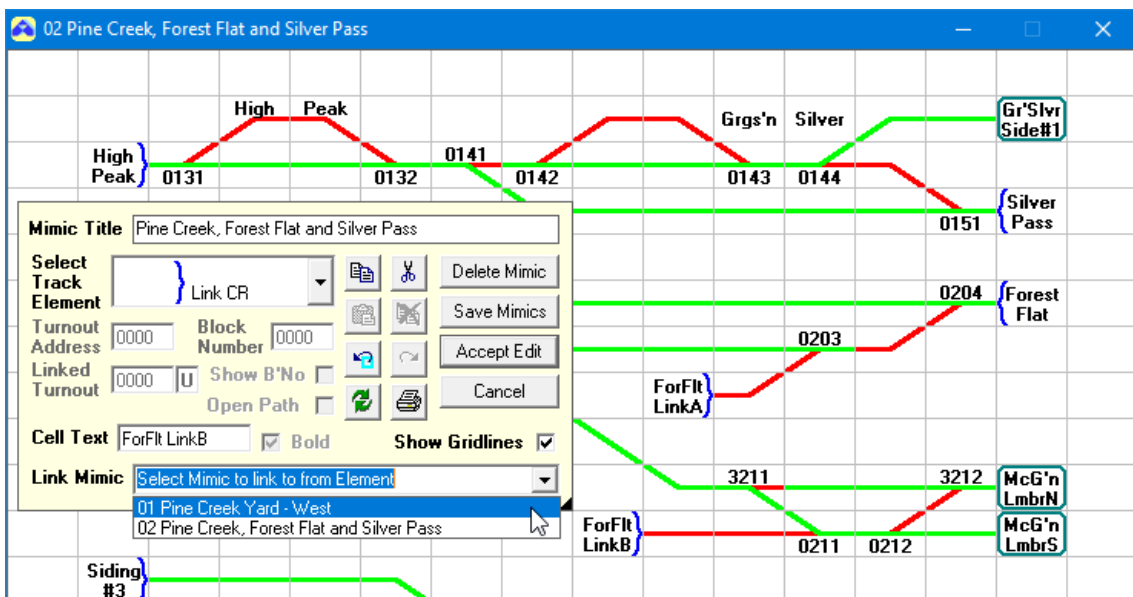 02 Pine Creek, Forest Flat and Silver Pass
High Peak
Grgs'n Silver
Gr'Slvr
Side#1
High
Peak
0131
0132
0141
0142
0143
0144
Silver
Pass
0151
Mimic Title Pine Creek, Forest Flat and Silver Pass
Select
Track
Element
Link CR
Delete Mimic
Save Mimics
Accept Edit
Cancel
Turnout
Address
0000
Block
Number
0000
Linked
Turnout
0000
U
Show B'No
Open Path
Cell Text ForFlt LinkB
Bold
Show Gridlines
Link Mimic Select Mimic to link to from Element
01 Pine Creek Yard - West
02 Pine Creek, Forest Flat and Silver Pass
0204
Forest
Flat
0203
ForFlt
LinkA
3211
3212
McG'n
LmbrN
ForFlt
LinkB
0211
0212
McG'n
LmbrS
Siding
#3